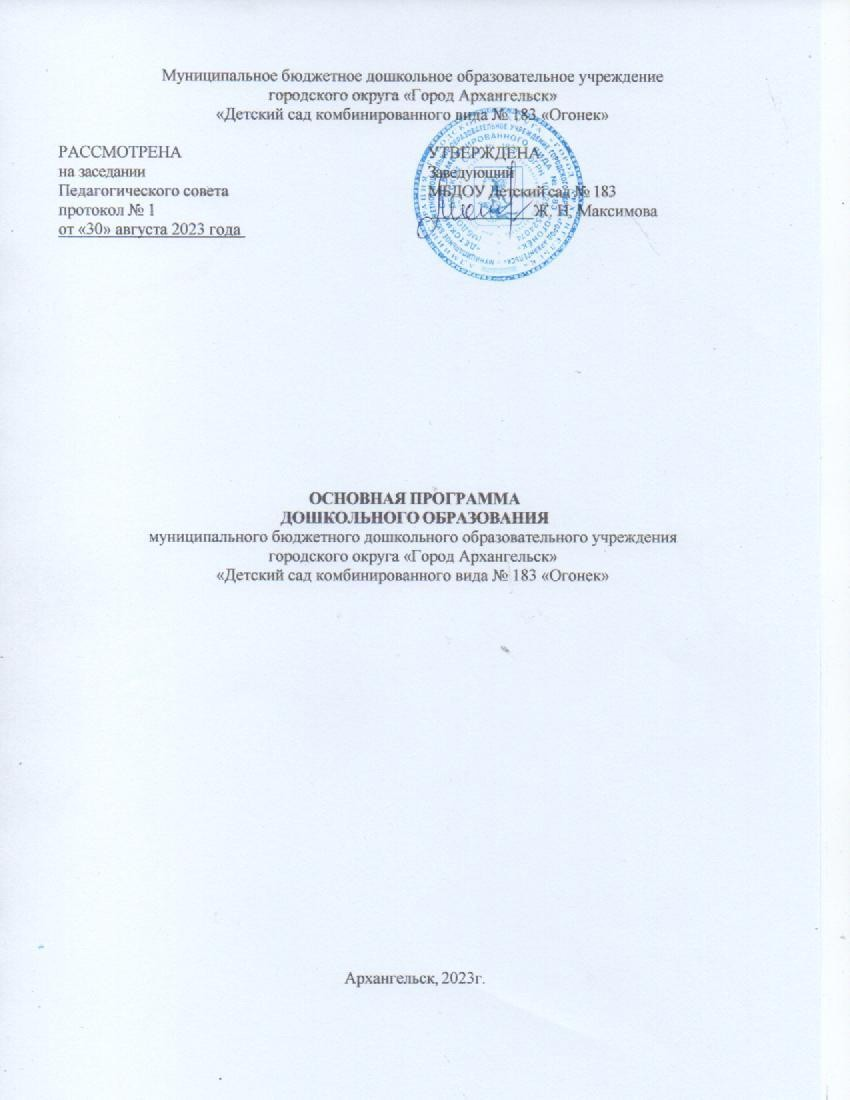 Муниципальное бюджетное дошкольное образовательное учреждение
городского округа «Город Архангельск»
«Детский сад комбинированного вида № 183 «Огонек»
РАССМОТРЕНА
на заседании
Педагогического совета
протокол № 1
от «30» августа 2023 года
УТВЕРЖДЕНА
Заведующий
МБДОУ Детский сад № 183
Ж. Н. Максимова
ОСНОВНАЯ ПРОГРАММА
ДОШКОЛЬНОГО ОБРАЗОВАНИЯ
муниципального бюджетного дошкольного образовательного учреждения
городского округа «Город Архангельск»
«Детский сад комбинированного вида № 183 «Огонек»
Архангельск, 2023г.